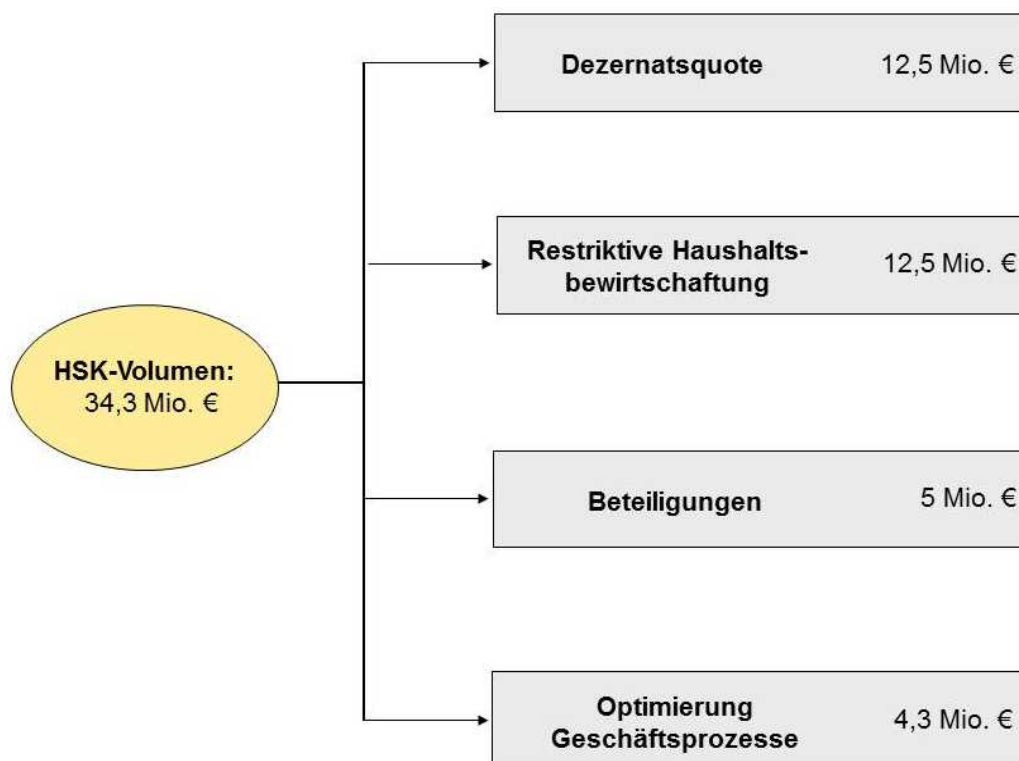 Dezernatsquote 12,5 Mio. €
Restriktive Haushalts-
bewirtschaftung 12,5 Mio. €
HSK-Volumen:
34,3 Mio. €
Beteiligungen 5 Mio. €
Optimierung
Geschäftsprozesse 4,3 Mio. €